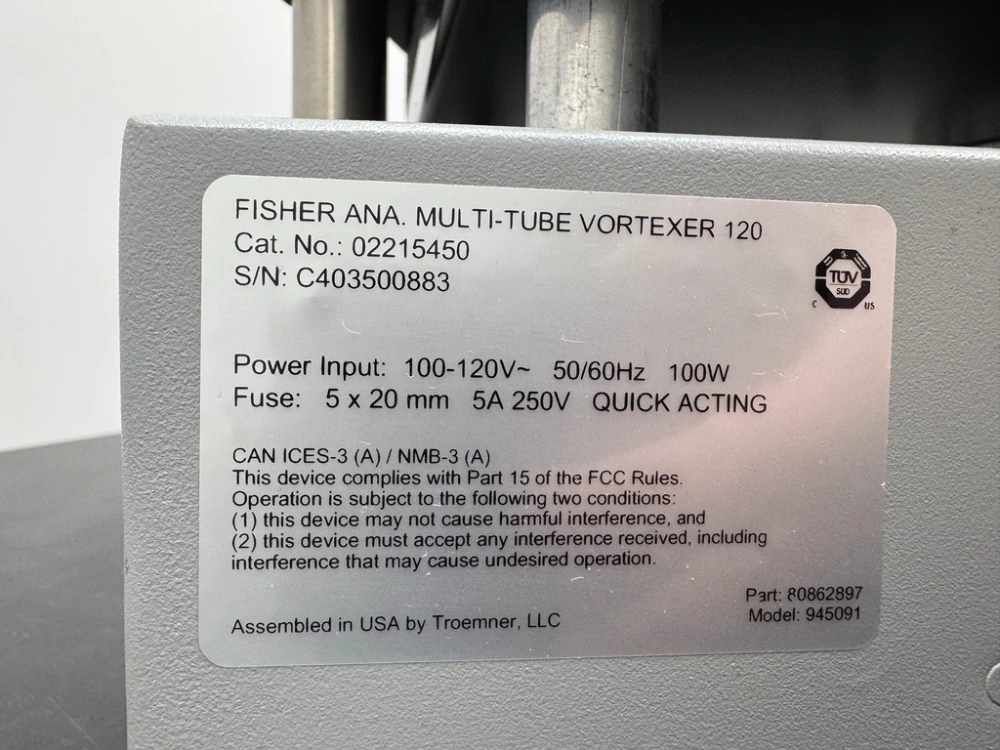 FISHER ANA. MULTI-TUBE VORTEXER 120
Cat. No.: 02215450
S/N: C403500883
TÜV
SÜD
C US
Power Input: 100-120V~ 50/60Hz 100W
Fuse: 5 x 20 mm 5A 250V QUICK ACTING
CAN ICES-3 (A) / NMB-3 (A)
This device complies with Part 15 of the FCC Rules.
Operation is subject to the following two conditions:
(1) this device may not cause harmful interference, and
(2) this device must accept any interference received, including
interference that may cause undesired operation.
Part: 80862897
Model: 945091
Assembled in USA by Troemner, LLC